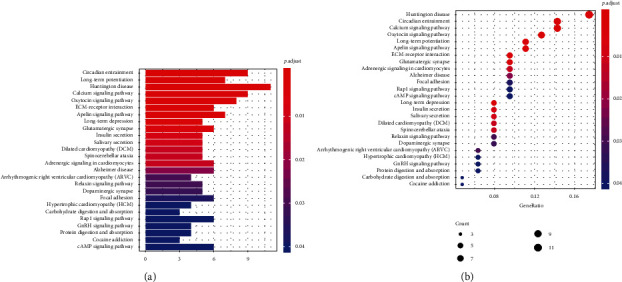 p.adjust
Circadian entrainment
Long-term potentiation
Huntington disease
Calcium signaling pathway
Oxytocin signaling pathway
ECM-receptor interaction
Apelin signaling pathway
Long-term depression
Glutamatergic synapse
Insulin secretion
Salivary secretion
Dilated cardiomyopathy (DCM)
Spinocerebellar ataxia
Adrenergic signaling in cardiomyocytes
Alzheimer disease
Arrhythmogenic right ventricular cardiomyopathy (ARVC)
Relaxin signaling pathway
Dopaminergic synapse
Focal adhesion
Hypertrophic cardiomyopathy (HCM)
Carbohydrate digestion and absorption
Rap1 signaling pathway
GnRH signaling pathway
Protein digestion and absorption
Cocaine addiction
cAMP signaling pathway
0 3 6 9
0.01
0.02
0.03
0.04
(a)
p.adjust
Huntington disease
Circadian entrainment
Calcium signaling pathway
Oxytocin signaling pathway
Long-term potentiation
Apelin signaling pathway
ECM-receptor interaction
Glutamatergic synapse
Adrenergic signaling in cardiomyocytes
Alzheimer disease
Focal adhesion
Rap1 signaling pathway
cAMP signaling pathway
Long-term depression
Insulin secretion
Salivary secretion
Dilated cardiomyopathy (DCM)
Spinocerebellar ataxia
Relaxin signaling pathway
Dopaminergic synapse
Arrhythmogenic right ventricular cardiomyopathy (ARVC)
Hypertrophic cardiomyopathy (HCM)
GnRH signaling pathway
Protein digestion and absorption
Carbohydrate digestion and absorption
Cocaine addiction
0.08 0.12 0.16
GeneRatio
0.01
0.02
0.03
0.04
Count
3 9
5 11
7
(b)